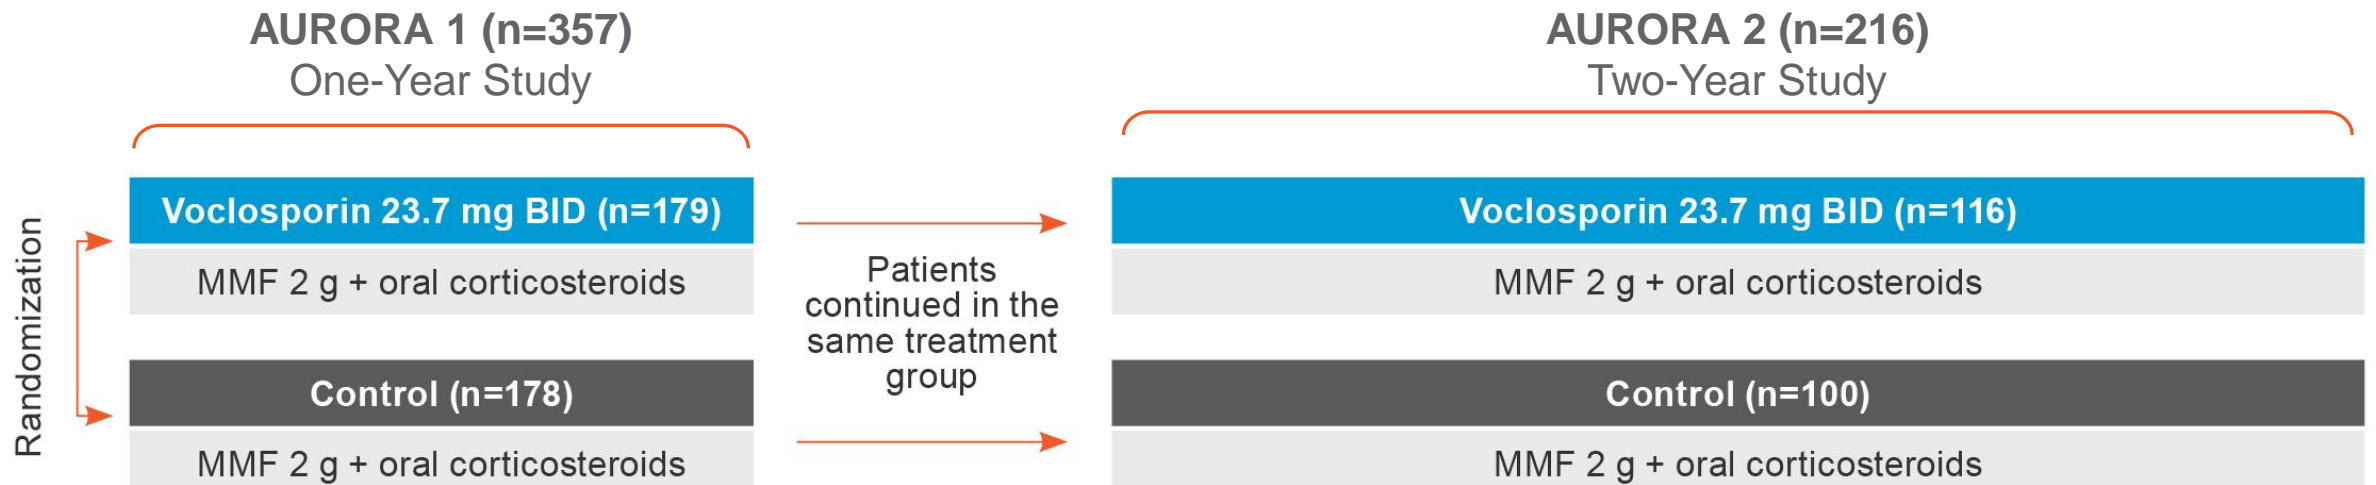 AURORA 1 (n=357)
One-Year Study
AURORA 2 (n=216)
Two-Year Study
Randomization
Voclosporin 23.7 mg BID (n=179)
MMF 2 g + oral corticosteroids
Control (n=178)
MMF 2 g + oral corticosteroids
Patients
continued in the
same treatment
group
Voclosporin 23.7 mg BID (n=116)
MMF 2 g + oral corticosteroids
Control (n=100)
MMF 2 g + oral corticosteroids